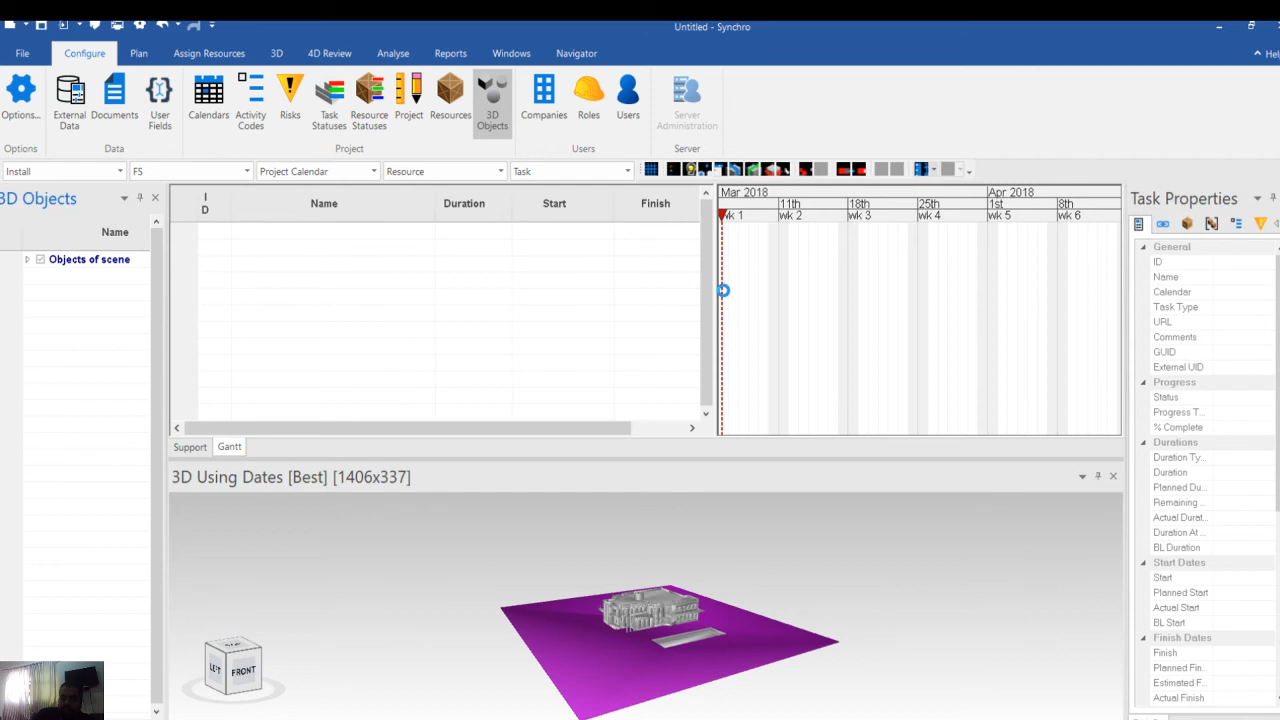 Untitled - Synchro
File Configure Plan Assign Resources 3D 4D Review Analyse Reports Windows Navigator Hel
Options... External Data Documents User Fields Calendars Activity Codes Risks Task Statuses Resource Statuses Project Resources 3D Objects Companies Roles Users Server Administration
Options Data Project Users Server
Install FS Project Calendar Resource Task
3D Objects
Name
Objects of scene
ID Name Duration Start Finish
Mar 2018 Apr 2018
11th 18th 25th 1st 8th
wk 1 wk 2 wk 3 wk 4 wk 5 wk 6
Support Gantt
3D Using Dates [Best] [1406x337]
FRONT
Task Properties
General
ID
Name
Calendar
Task Type
URL
Comments
GUID
External UID
Progress
Status
Progress T...
% Complete
Durations
Duration Ty...
Duration
Planned Du...
Remaining ...
Actual Durat...
Duration At ...
BL Duration
Start Dates
Start
Planned Start
Actual Start
BL Start
Finish Dates
Finish
Planned Fin...
Estimated F...
Actual Finish